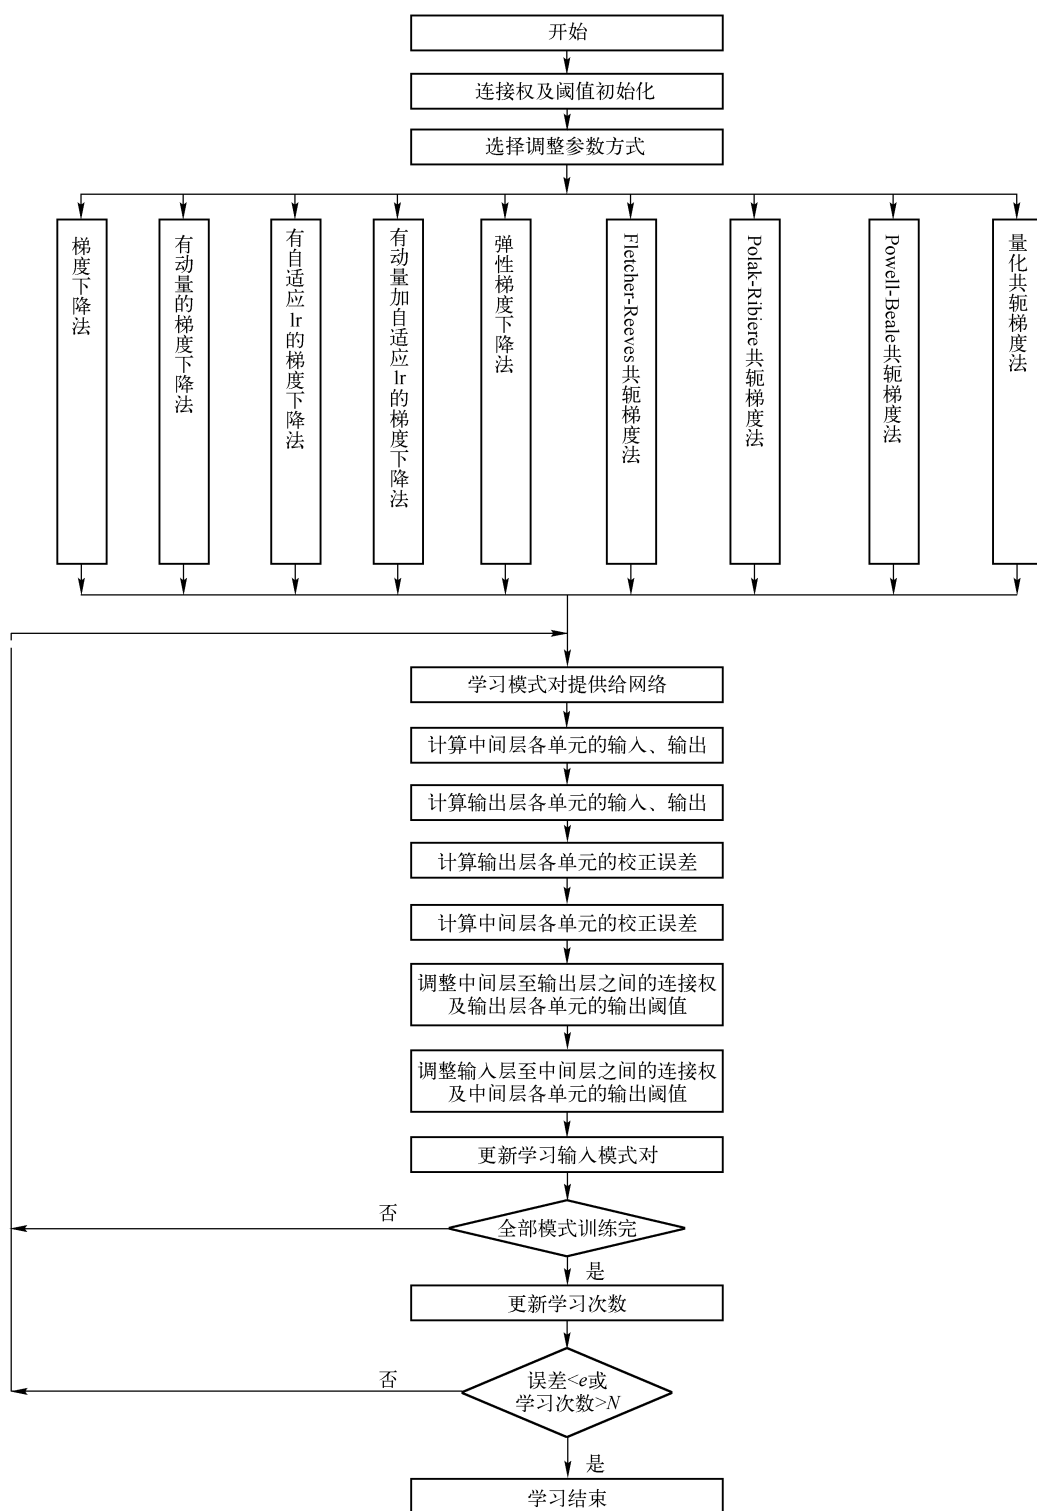 开始
连接权及阈值初始化
选择调整参数方式
梯度下降法
有动量的梯度下降法
有自适应lr的梯度下降法
有动量加自适应lr的梯度下降法
弹性梯度下降法
Fletcher-Reeves共轭梯度法
Polak-Ribiere共轭梯度法
Powell-Beale共轭梯度法
量化共轭梯度法
学习模式对提供给网络
计算中间层各单元的输入、输出
计算输出层各单元的输入、输出
计算输出层各单元的校正误差
计算中间层各单元的校正误差
调整中间层至输出层之间的连接权
及输出层各单元的输出阈值
调整输入层至中间层之间的连接权
及中间层各单元的输出阈值
更新学习输入模式对
否
全部模式训练完
是
更新学习次数
否
误差<e或
学习次数>N
是
学习结束